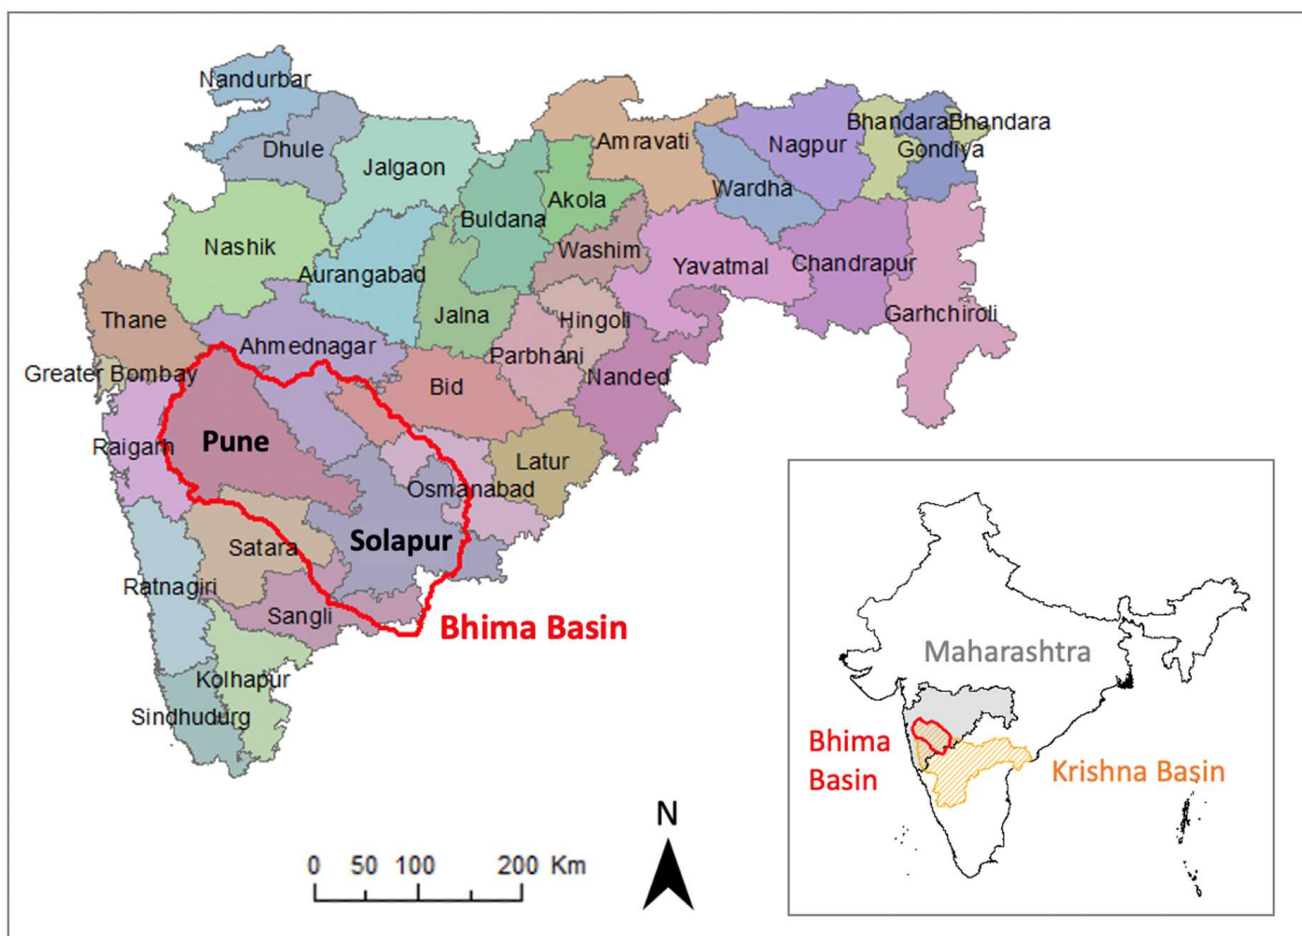 Nandurbar
Dhule
Jalgaon
Amravati
Nagpur
Bhandara
Bhandara
Gondiya
Wardha
Akola
Buldana
Washim
Nashik
Aurangabad
Yavatmal
Chandrapur
Garhchiroli
Thane
Jalna
Hingoli
Ahmednagar
Parbhani
Greater Bombay
Bid
Nanded
Raigarh
Pune
Latur
Osmanabad
Satara
Solapur
Ratnagiri
Sangli
Bhima Basin
Kolhapur
Sindhudurg
0 50 100 200 Km
N
Maharashtra
Bhima
Basin
Krishna Basin